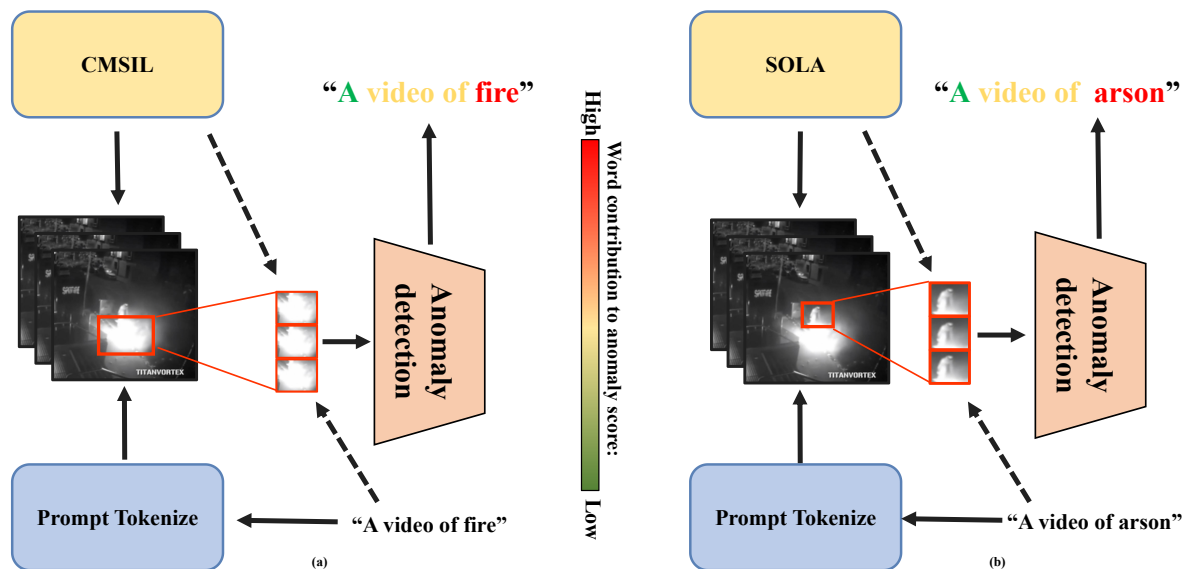 CMSIL
“A video of fire”
Anomaly
detection
TITANVORTEX
Prompt Tokenize
“A video of fire”
(a)
High
Word contribution to anomaly score:
Low
SOLA
“A video of arson”
Anomaly
detection
TITANVORTEX
Prompt Tokenize
“A video of arson”
(b)